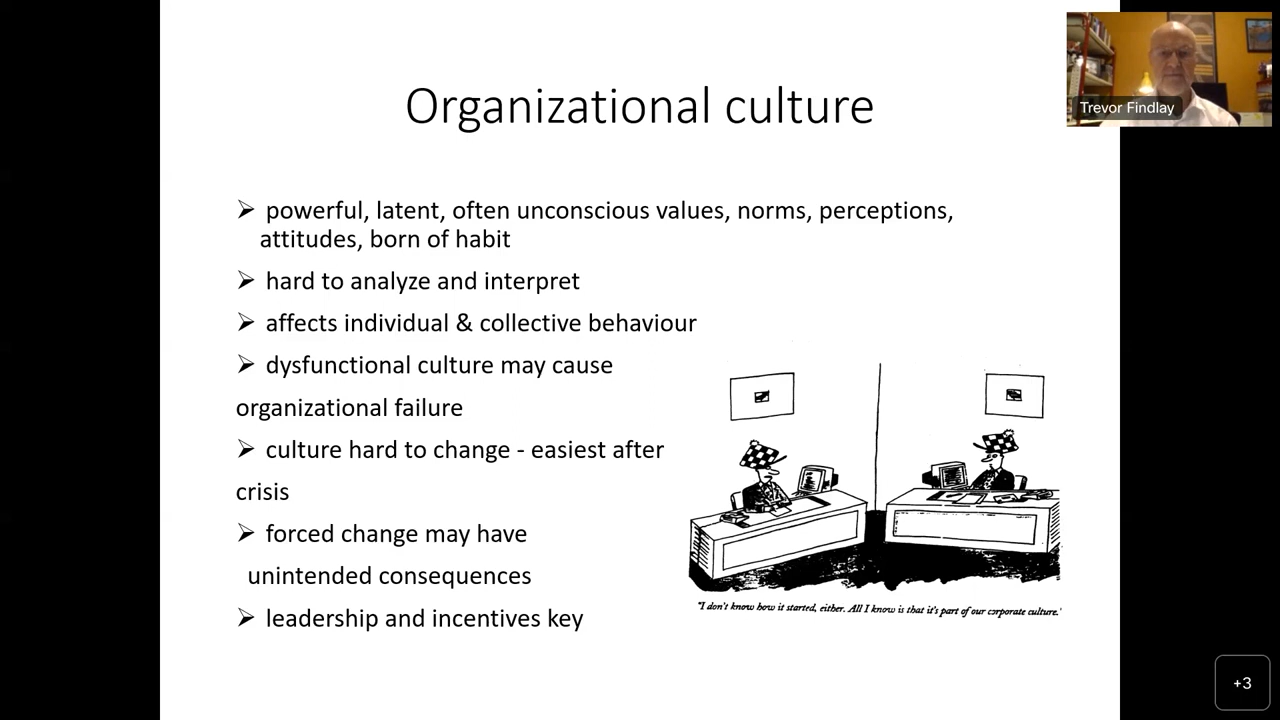 Organizational culture
Trevor Findlay
➢ powerful, latent, often unconscious values, norms, perceptions,
attitudes, born of habit
➢ hard to analyze and interpret
➢ affects individual & collective behaviour
➢ dysfunctional culture may cause
organizational failure
➢ culture hard to change - easiest after
crisis
➢ forced change may have
unintended consequences
➢ leadership and incentives key
"I don't know how it started, either. All I know is that it's part of our corporate culture."
+3